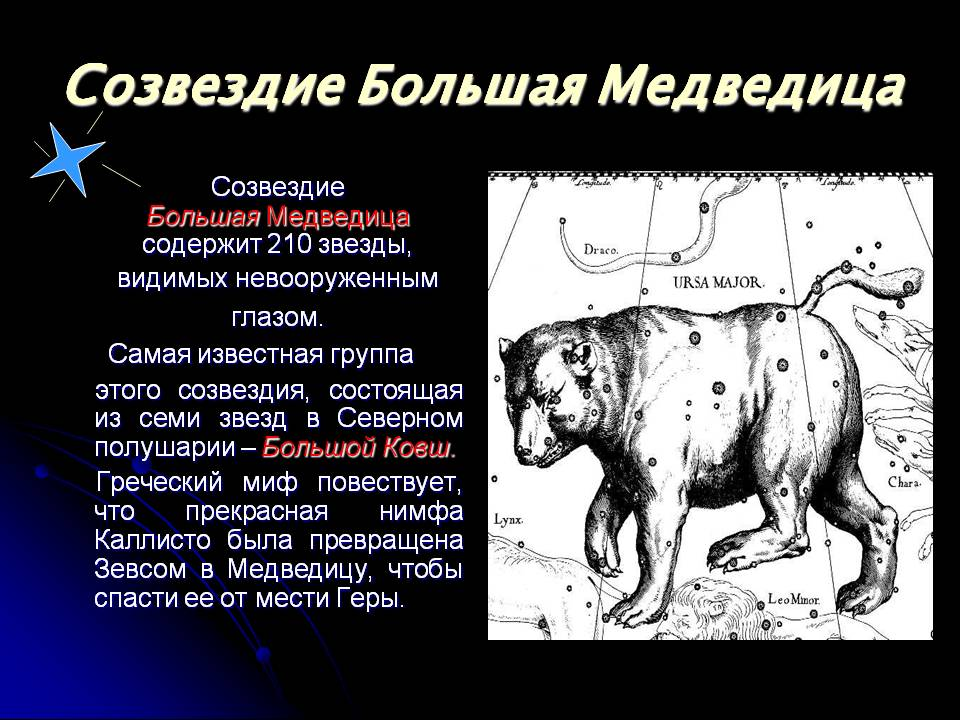 Созвездие Большая Медведица
Созвездие
Большая Медведица
содержит 210 звезды,
видимых невооруженным
глазом.
Самая известная группа
этого созвездия, состоящая
из семи звезд в Северном
полушарии – Большой Ковш.
Греческий миф повествует,
что прекрасная нимфа
Каллисто была превращена
Зевсом в Медведицу, чтобы
спасти ее от мести Геры.
Longitudo.
Longitudo.
Draco.
URSA MAJOR.
Chara.
Lynx.
Leo Minor.